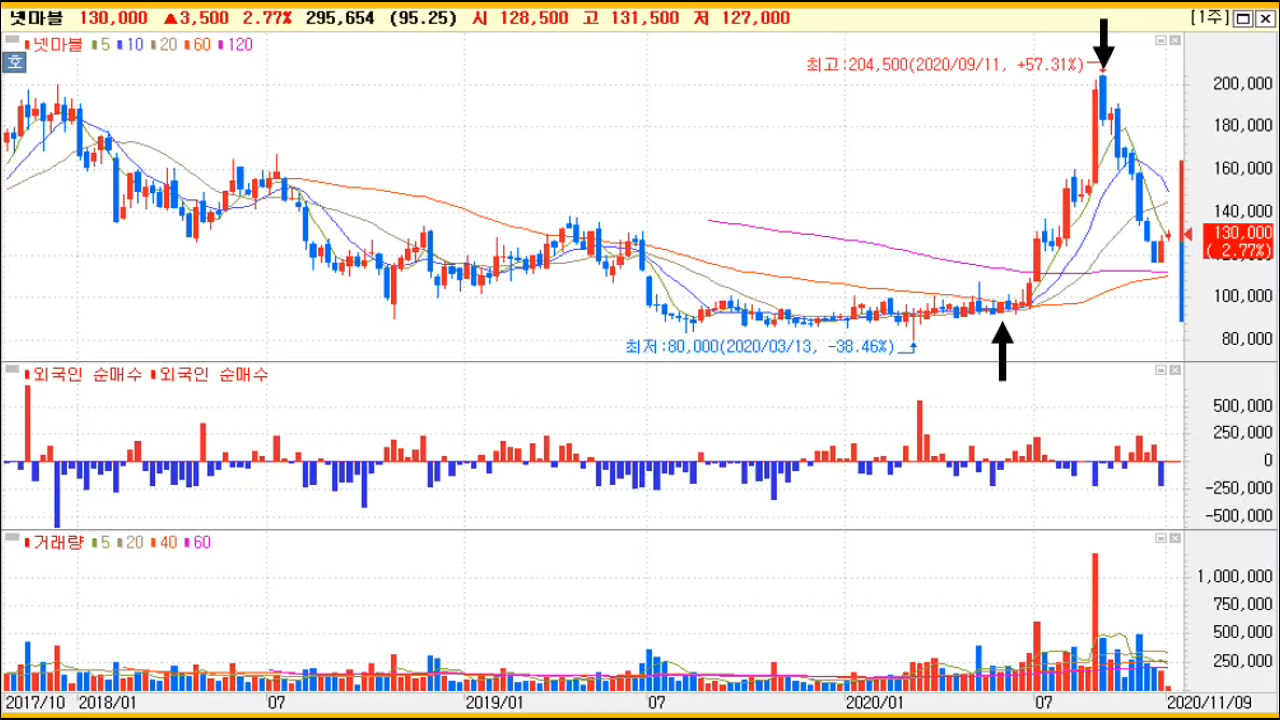 넷마블 130,000 ▲3,500 2.77% 295,654 (95.25) 시 128,500 고 131,500 저 127,000 [1주]
넷마블 5 10 20 60 120
호
최고:204,500(2020/09/11, +57.31%)
200,000
180,000
160,000
140,000
130,000
( 2.77%)
100,000
80,000
최저:80,000(2020/03/13, -38.46%)
외국인 순매수 외국인 순매수
500,000
250,000
0
-250,000
-500,000
거래량 5 20 40 60
1,000,000
750,000
500,000
250,000
2017/10 2018/01 07 2019/01 07 2020/01 07 2020/11/09